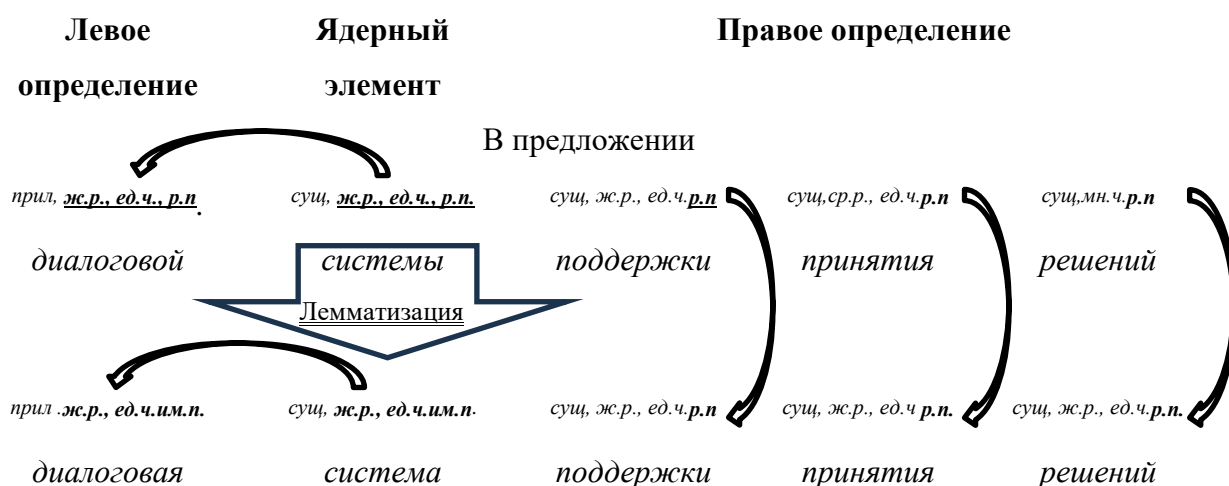 Левое Ядерный Правое определение
определение элемент
В предложении
прил, ж.р., ед.ч., р.п. сущ, ж.р., ед.ч., р.п. сущ, ж.р., ед.ч.р.п сущ,ср.р., ед.ч.р.п сущ,мн.ч.р.п
диалоговой системы поддержки принятия решений
Лемматизация
прил .ж.р., ед.ч.им.п. сущ, ж.р., ед.ч.им.п. сущ, ж.р., ед.ч.р.п сущ, ж.р., ед.ч р.п. сущ, ж.р., ед.ч.р.п.
диалоговая система поддержки принятия решений